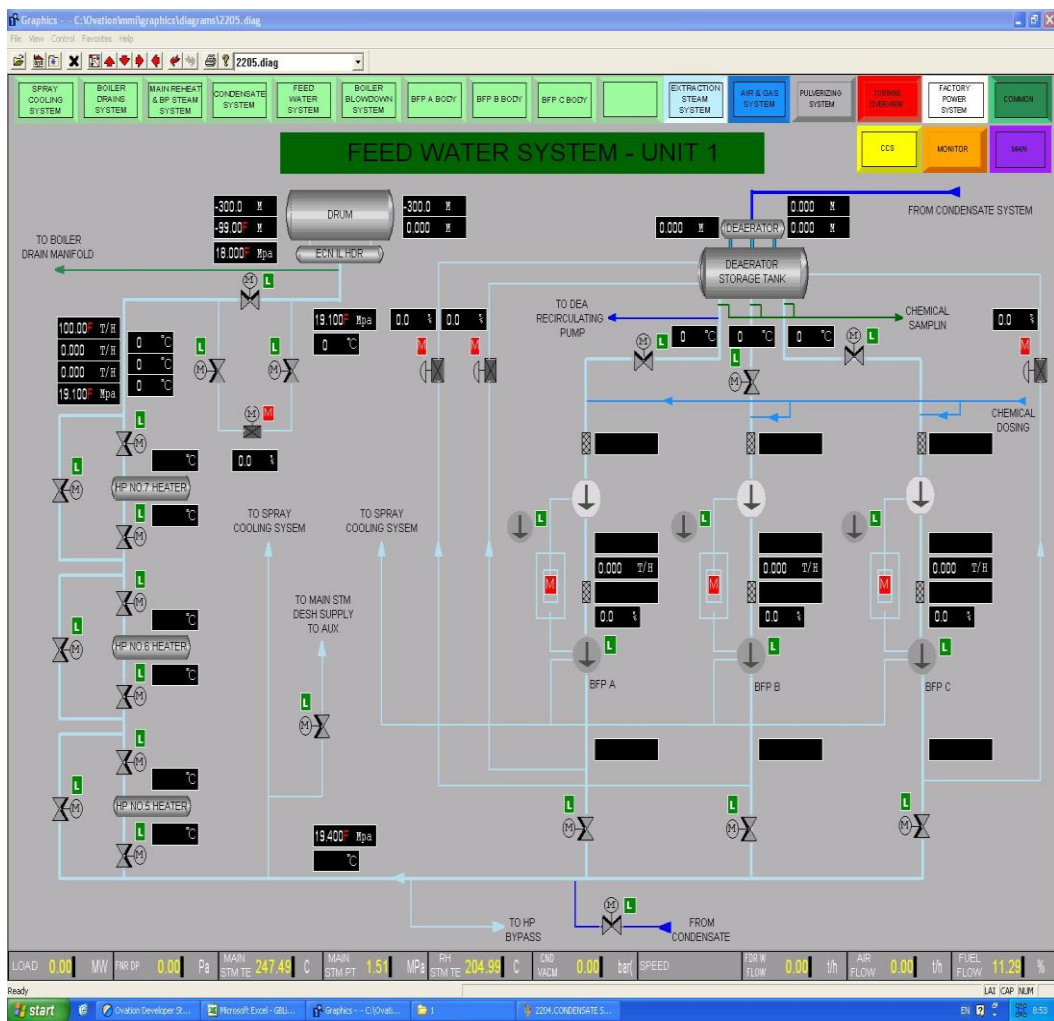 Graphics - - C:\Ovation\mmi\graphics\diagrams\2205.diag
File View Control Favorites Help
2205.diag
SPRAY COOLING SYSTEM
BOILER DRAINS SYSTEM
MAIN REHEAT & BP STEAM SYSTEM
CONDENSATE SYSTEM
FEED WATER SYSTEM
BOILER BLOWDOWN SYSTEM
BFP A BODY
BFP B BODY
BFP C BODY
EXTRACTION STEAM SYSTEM
AIR & GAS SYSTEM
PULVERIZING SYSTEM
TURBINE OVERVIEW
FACTORY POWER SYSTEM
COMMON
FEED WATER SYSTEM - UNIT 1
CCS
MONITOR
MAIN
-300.0 M
-99.00F M
18.000F Mpa
DRUM
ECN IL HDR
-300.0 M
0.000 M
0.000 M
DEAERATOR
0.000 M
0.000 M
FROM CONDENSATE SYSTEM
TO BOILER
DRAIN MANIFOLD
DEAERATOR
STORAGE TANK
M L
19.100F Mpa
0 °C
0.0 %
0.0 %
TO DEA
RECIRCULATING
PUMP
CHEMICAL
SAMPLIN
0.0 %
100.00F T/H
0.000 T/H
0.000 T/H
19.100F Mpa
0 °C
0 °C
0 °C
L M
L M
M M
0.0 %
M
M
M L
0 °C
0 °C
0 °C
L M
M L
M
CHEMICAL
DOSING
L M
°C
L M
HP NO.7 HEATER
L M
°C
TO SPRAY
COOLING SYSEM
TO SPRAY
COOLING SYSEM
L
M
L
M
L
M
0.000 T/H
0.0 %
0.000 T/H
0.0 %
0.000 T/H
0.0 %
L M
°C
L M
HP NO.6 HEATER
L M
°C
TO MAIN STM
DESH SUPPLY
TO AUX
L M
L
BFP A
L
BFP B
L
BFP C
L M
°C
L M
HP NO.5 HEATER
L M
°C
19.400F Mpa
°C
L M
L M
L M
TO HP
BYPASS
M L
FROM
CONDENSATE
LOAD 0.00 MW
FNR DP 0.00 Pa
MAIN STM TE 247.49 C
MAIN STM PT 1.51 MPa
RH STM TE 204.99 C
CND VACM 0.00 bar(
SPEED
FDR W FLOW 0.00 t/h
AIR FLOW 0.00 t/h
FUEL FLOW 11.29 %
Ready
CAP NUM
start
Ovation Developer St...
Microsoft Excel - GBLI...
Graphics - - C:\Ovati...
1
2204.CONDENSATE S...
EN
8:53